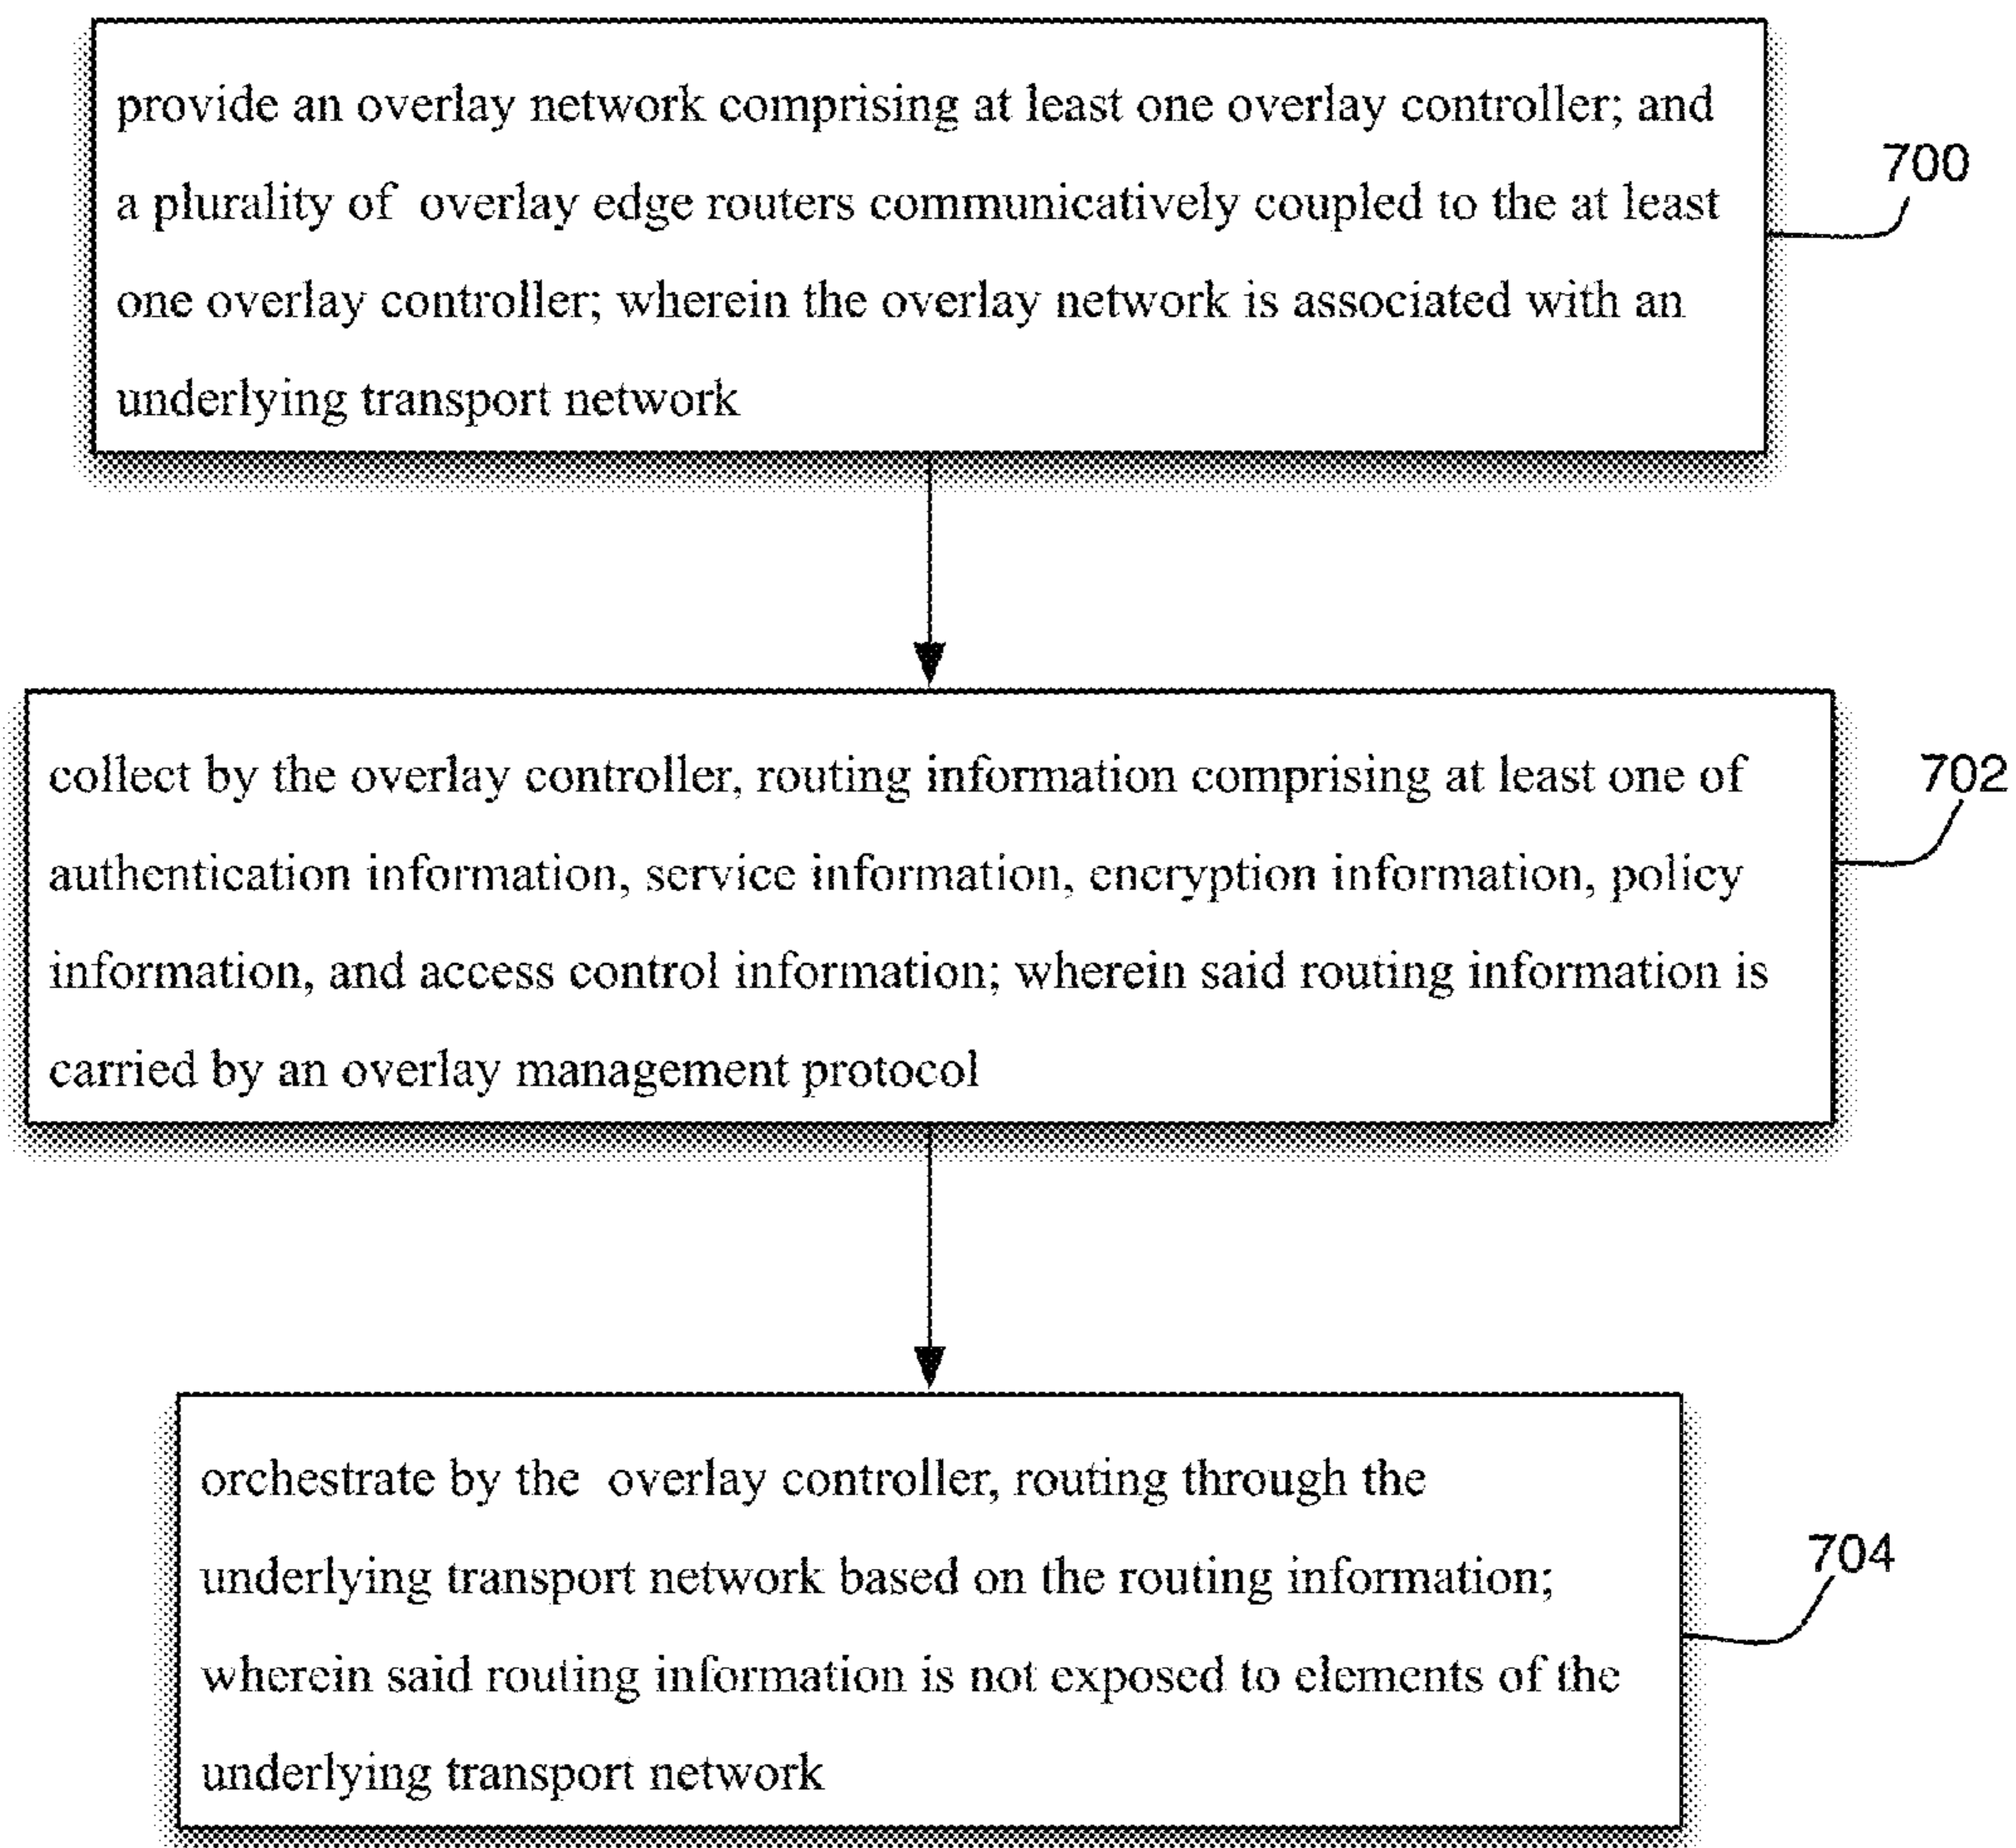 provide an overlay network comprising at least one overlay controller; and
a plurality of overlay edge routers communicatively coupled to the at least
one overlay controller; wherein the overlay network is associated with an
underlying transport network
700
collect by the overlay controller, routing information comprising at least one of
authentication information, service information, encryption information, policy
information, and access control information; wherein said routing information is
carried by an overlay management protocol
702
orchestrate by the overlay controller, routing through the
underlying transport network based on the routing information;
wherein said routing information is not exposed to elements of the
underlying transport network
704